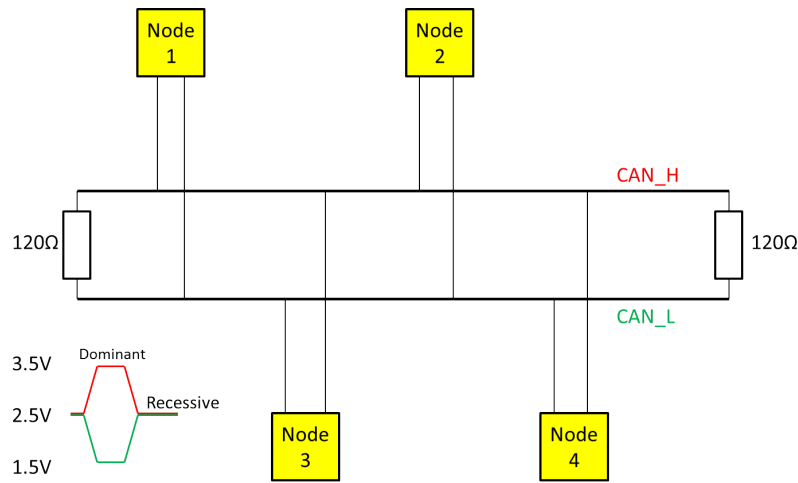 Node
1
Node
2
CAN_H
120Ω
120Ω
CAN_L
Dominant
3.5V
Recessive
2.5V
1.5V
Node
3
Node
4